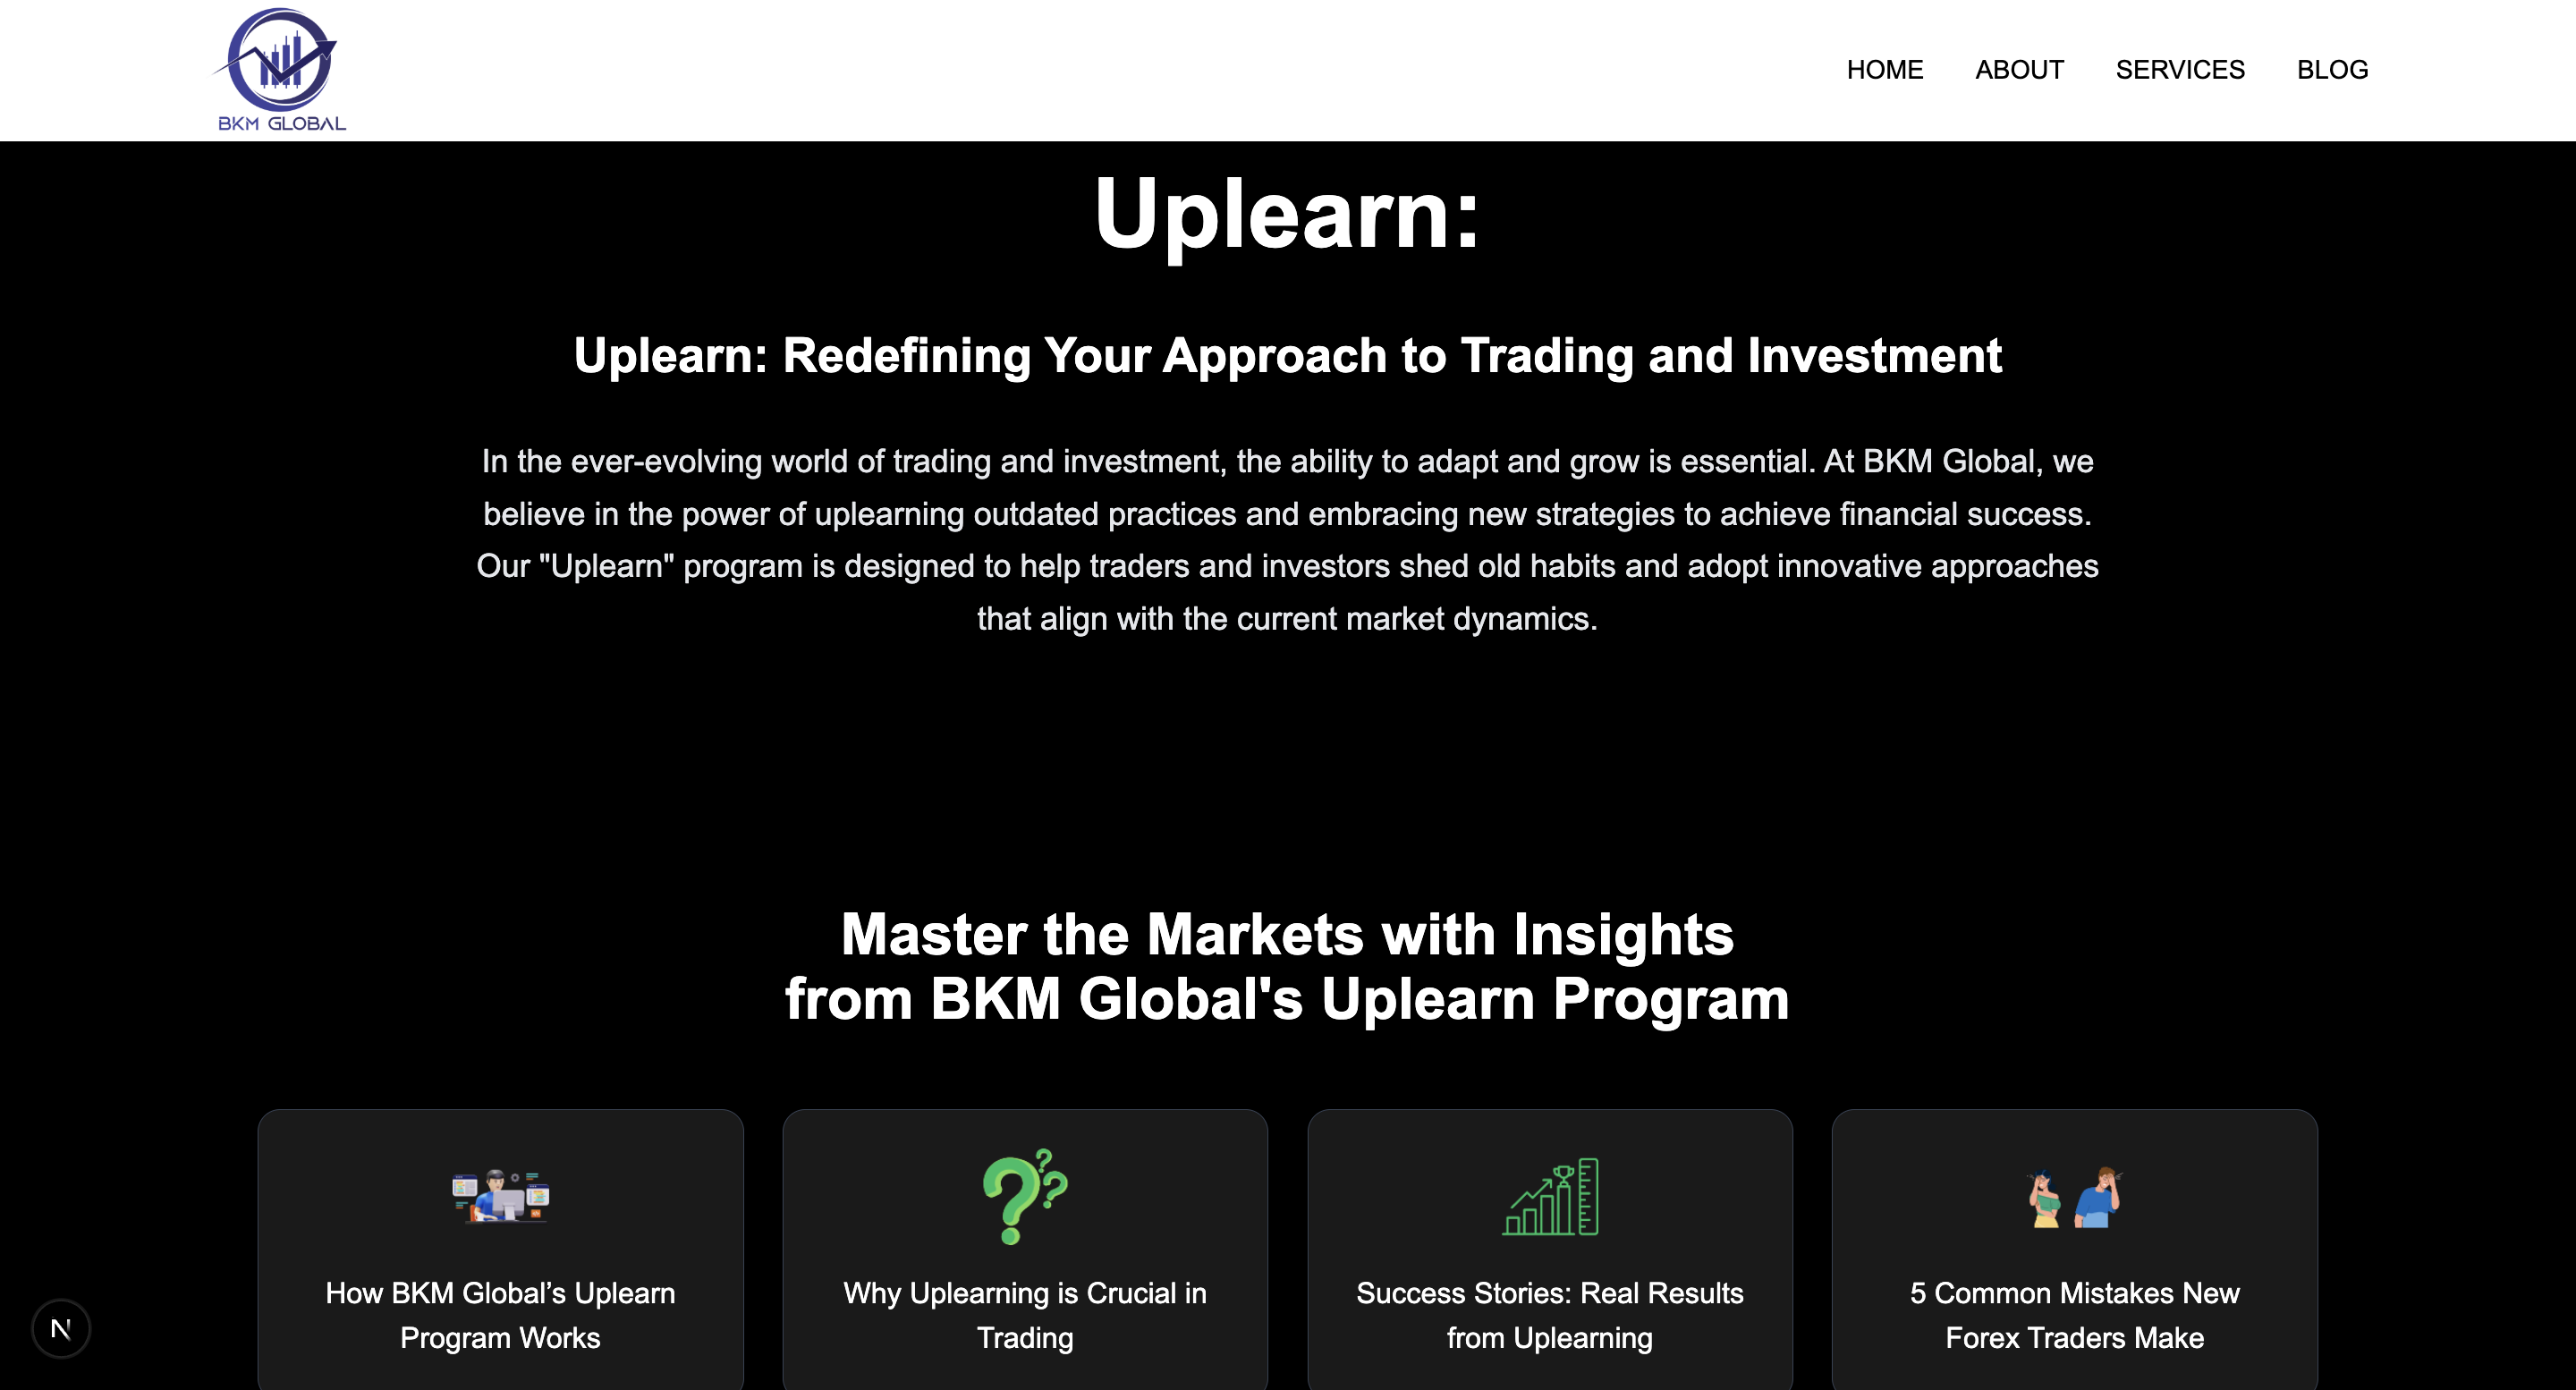 BKM GLOBAL
HOME ABOUT SERVICES BLOG
Uplearn:
Uplearn: Redefining Your Approach to Trading and Investment
In the ever-evolving world of trading and investment, the ability to adapt and grow is essential. At BKM Global, we
believe in the power of uplearning outdated practices and embracing new strategies to achieve financial success.
Our "Uplearn" program is designed to help traders and investors shed old habits and adopt innovative approaches
that align with the current market dynamics.
Master the Markets with Insights
from BKM Global's Uplearn Program
How BKM Global’s Uplearn
Program Works
Why Uplearning is Crucial in
Trading
Success Stories: Real Results
from Uplearning
5 Common Mistakes New
Forex Traders Make
N